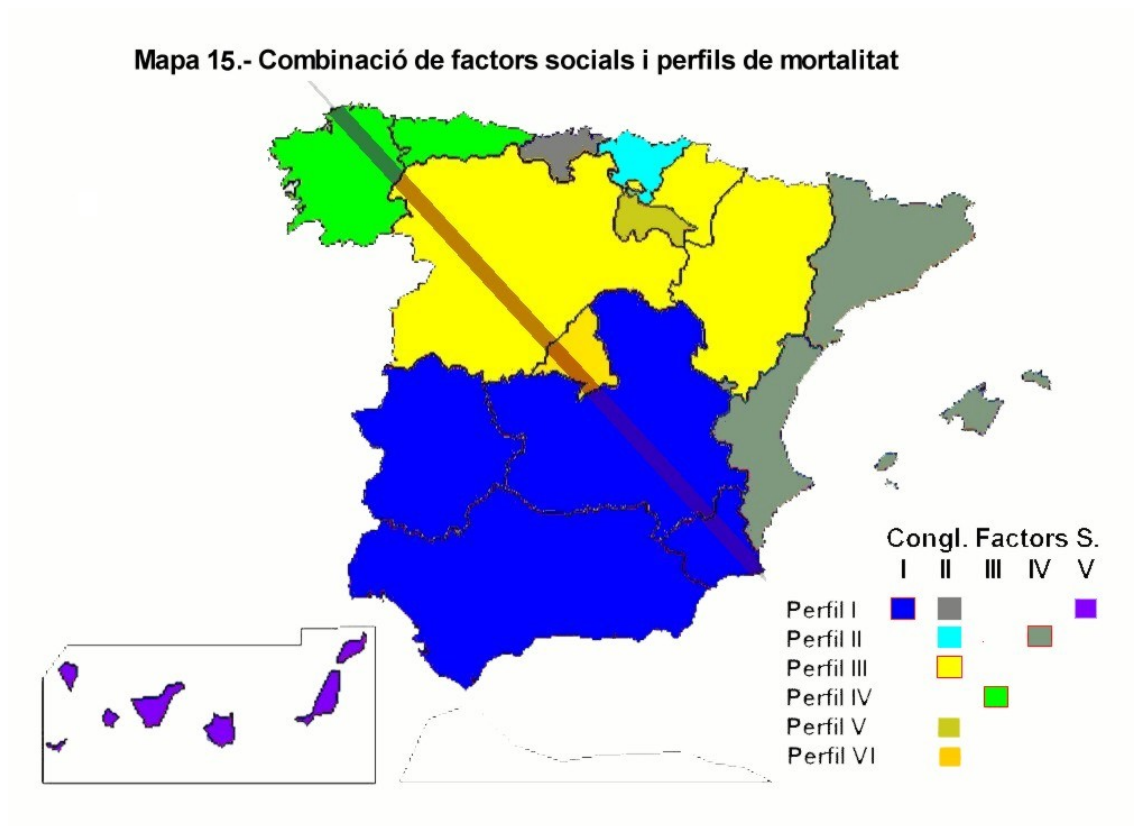 Mapa 15.- Combinació de factors socials i perfils de mortalitat
Congl. Factors S.
I II III IV V
Perfil I
Perfil II
Perfil III
Perfil IV
Perfil V
Perfil VI